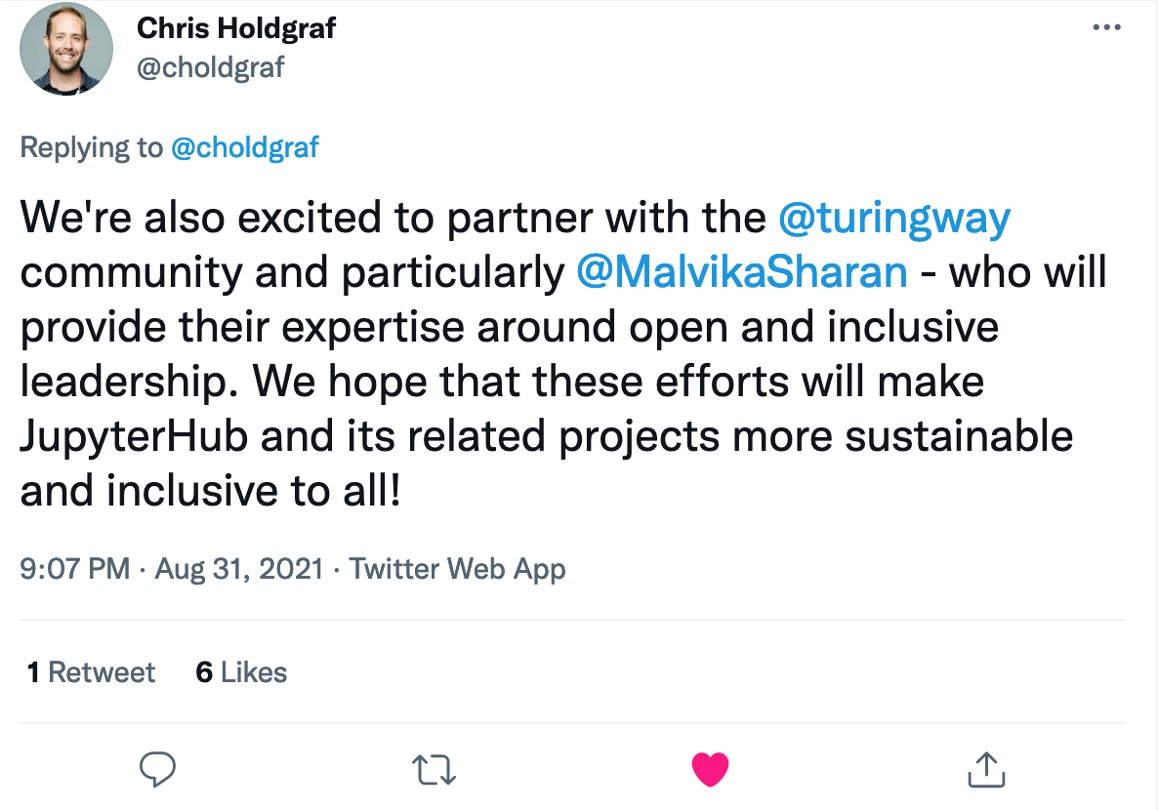 Chris Holdgraf
@choldgraf
Replying to @choldgraf
We're also excited to partner with the @turingway
community and particularly @MalvikaSharan - who will
provide their expertise around open and inclusive
leadership. We hope that these efforts will make
JupyterHub and its related projects more sustainable
and inclusive to all!
9:07 PM · Aug 31, 2021 · Twitter Web App
1 Retweet 6 Likes